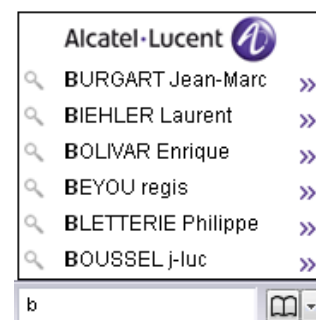 Alcatel·Lucent
BURGART Jean-Marc
BIEHLER Laurent
BOLIVAR Enrique
BEYOU regis
BLETTERIE Philippe
BOUSSEL j-luc
b